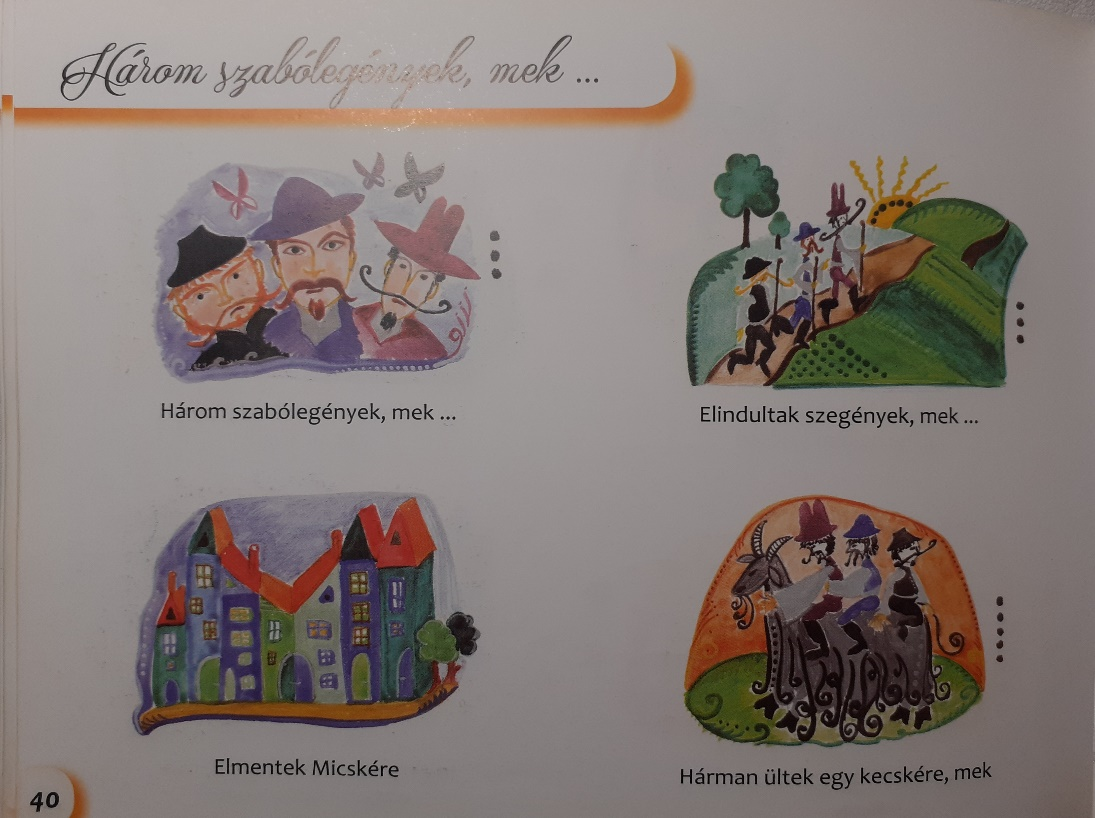 Három szabólegények, mek ...
Három szabólegények, mek ...
Elindultak szegények, mek ...
Elmentek Micskére
Hárman ültek egy kecskére, mek
40